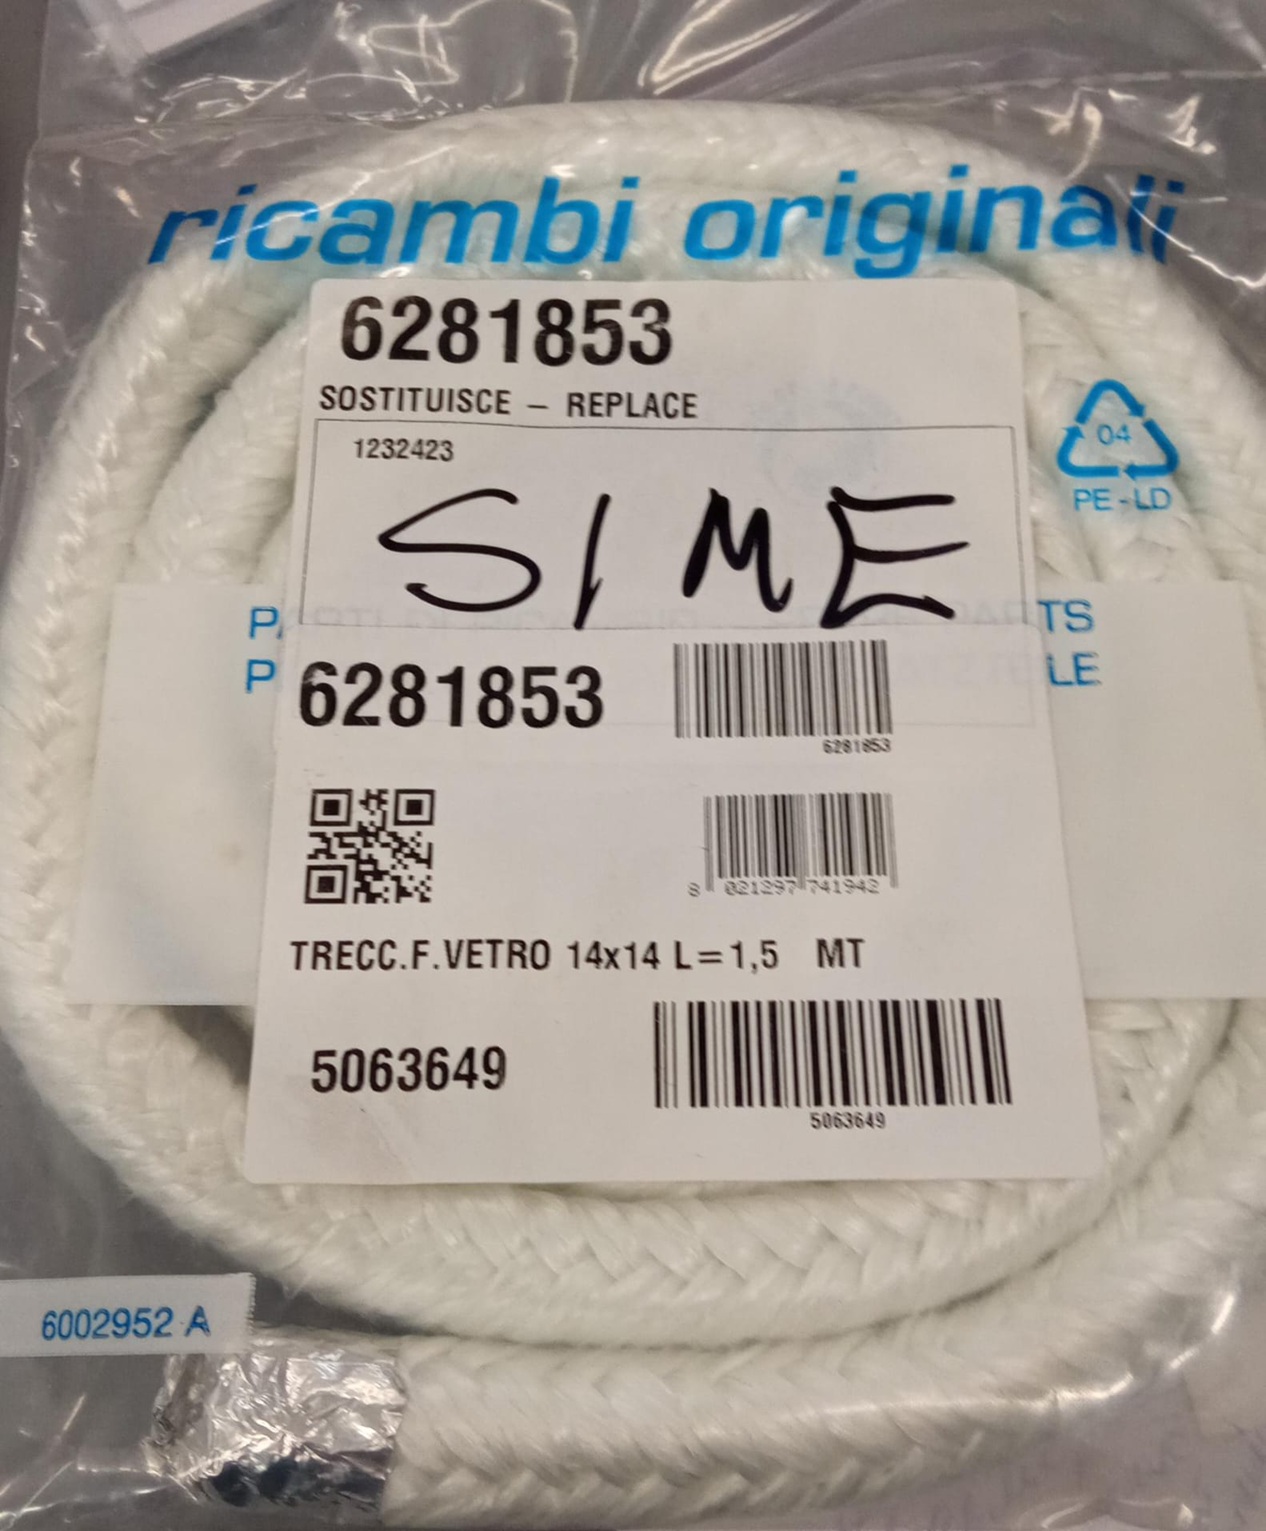 ricambi originali
6281853
SOSTITUISCE – REPLACE
1232423
SIME
04
PE-LD
6281853
6281853
8 021297 741942
TRECC.F.VETRO 14x14 L=1,5 MT
5063649
5063649
6002952 A